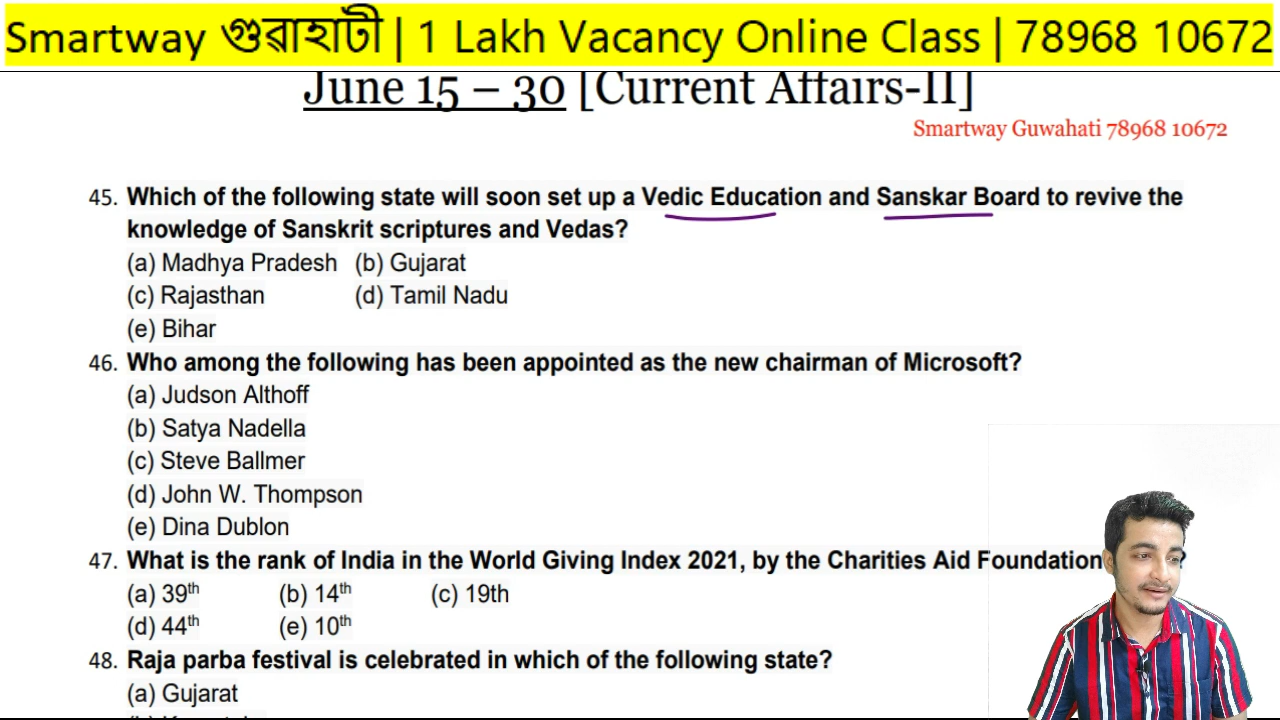 Smartway গুৱাহাটী | 1 Lakh Vacancy Online Class | 78968 10672
June 15 – 30 [Current Affairs-II]
Smartway Guwahati 78968 10672
45. Which of the following state will soon set up a Vedic Education and Sanskar Board to revive the
knowledge of Sanskrit scriptures and Vedas?
(a) Madhya Pradesh (b) Gujarat
(c) Rajasthan (d) Tamil Nadu
(e) Bihar
46. Who among the following has been appointed as the new chairman of Microsoft?
(a) Judson Althoff
(b) Satya Nadella
(c) Steve Ballmer
(d) John W. Thompson
(e) Dina Dublon
47. What is the rank of India in the World Giving Index 2021, by the Charities Aid Foundation
(a) 39th (b) 14th (c) 19th
(d) 44th (e) 10th
48. Raja parba festival is celebrated in which of the following state?
(a) Gujarat